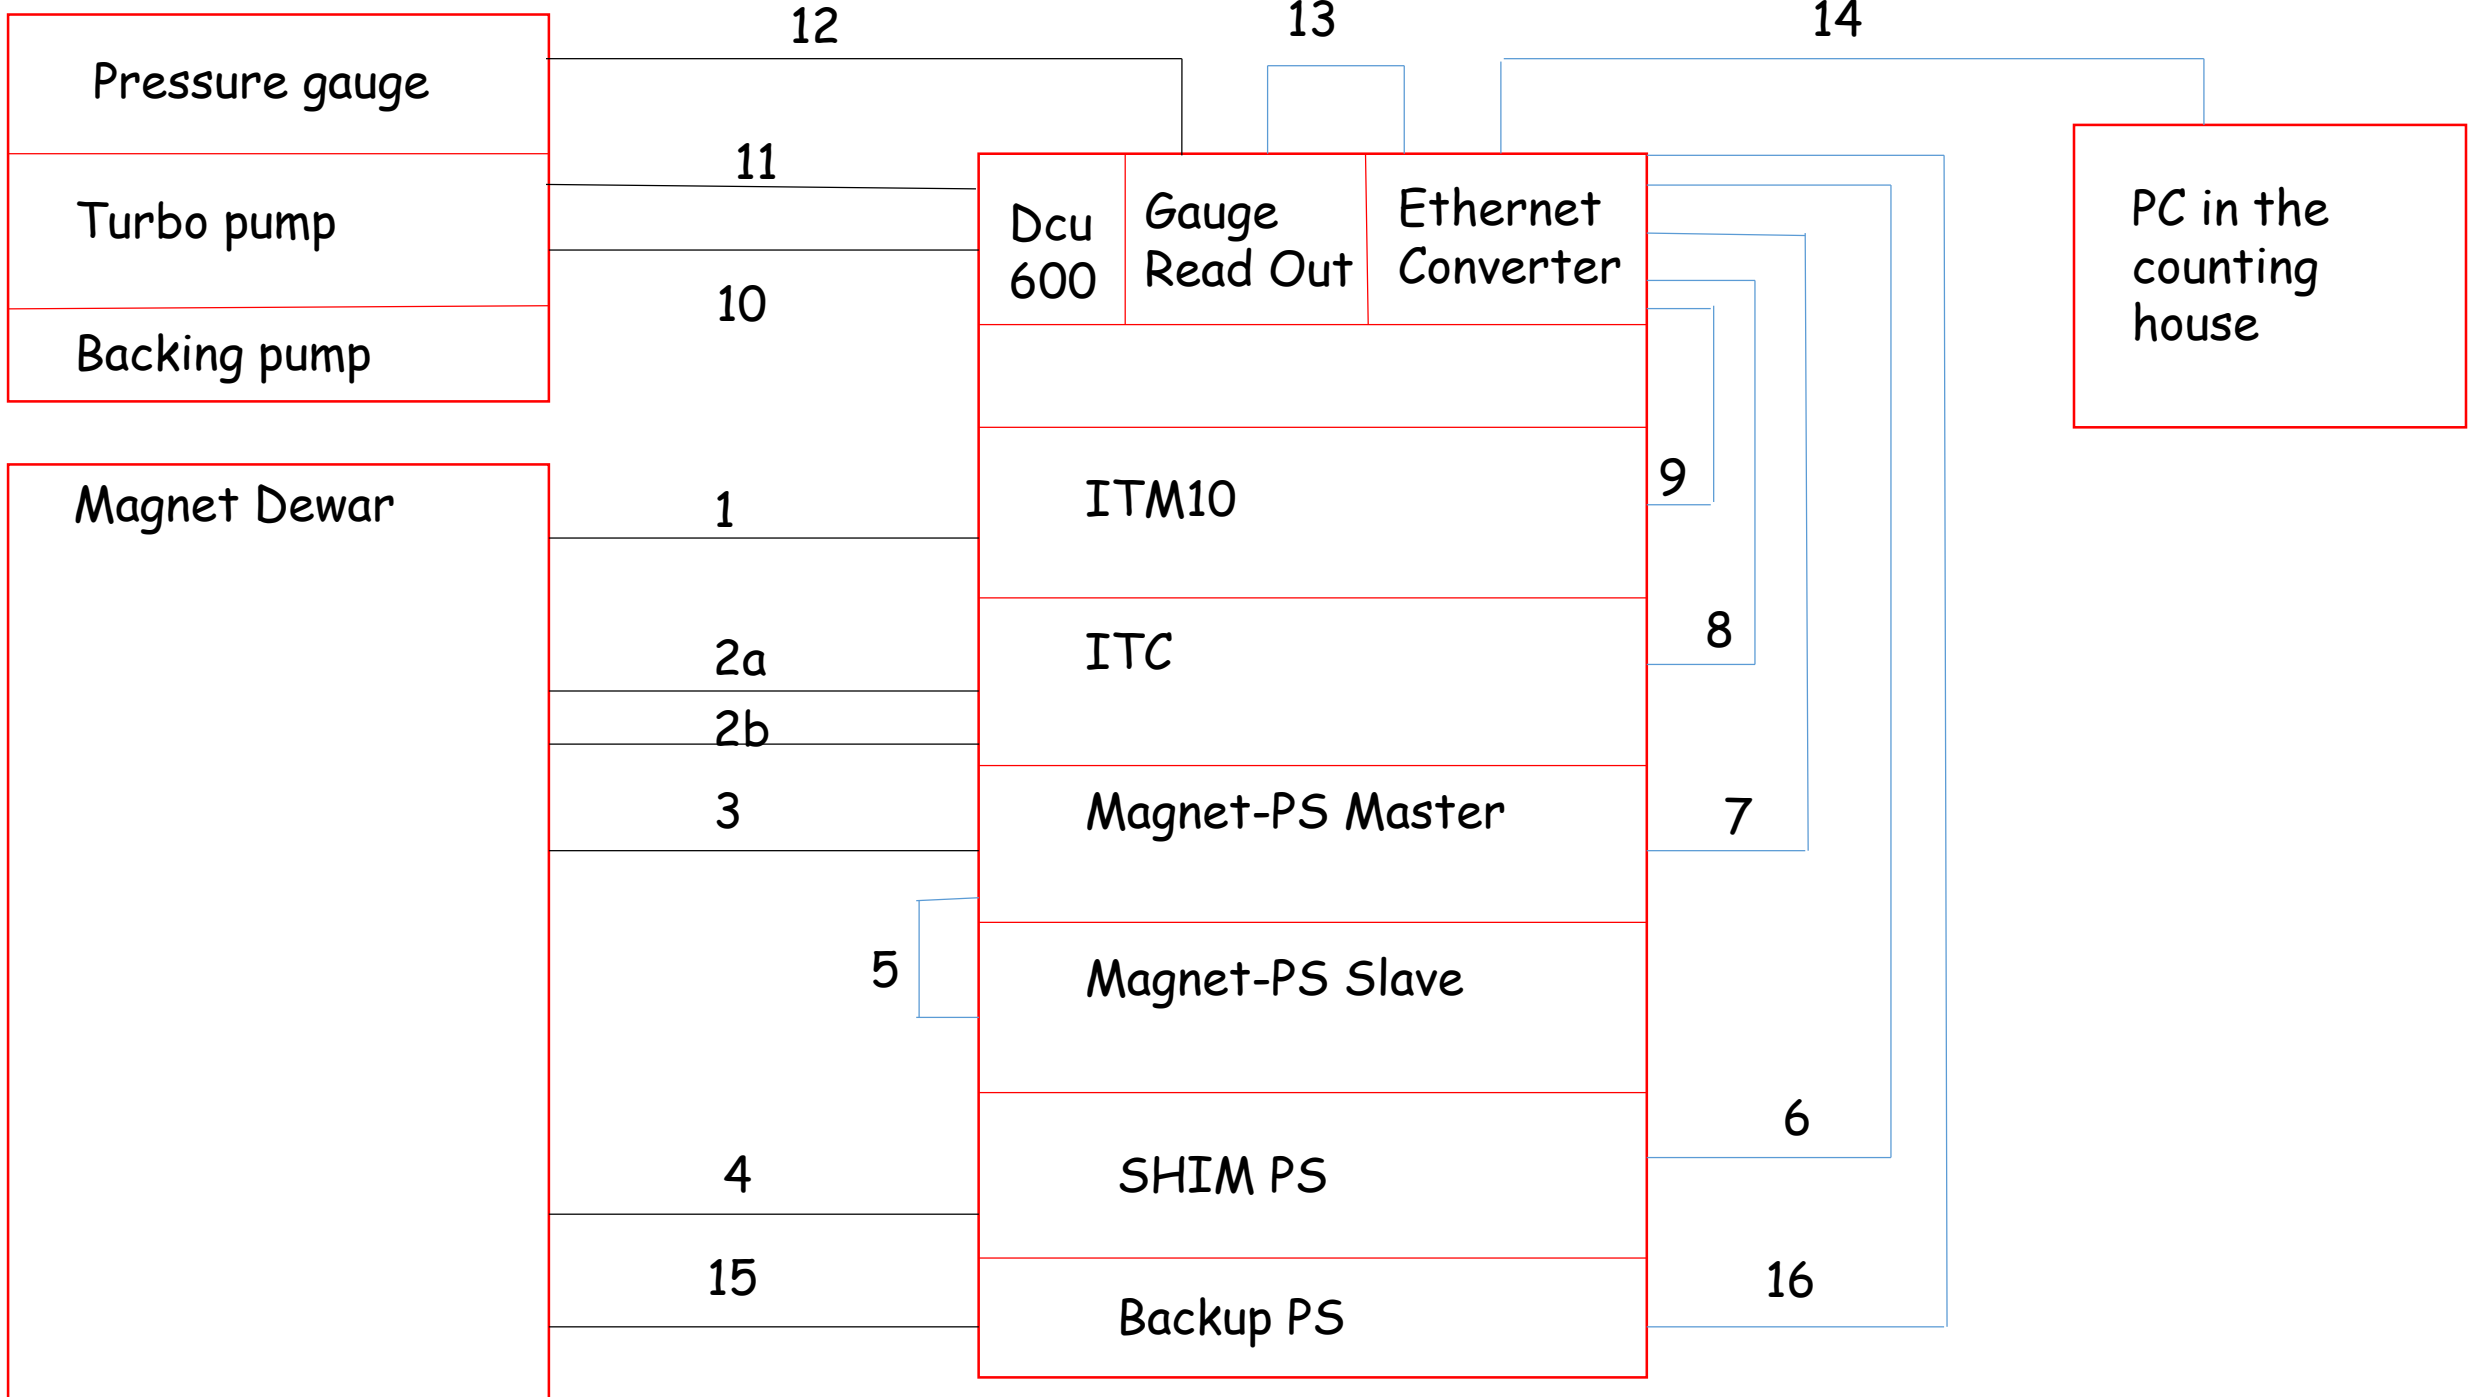 12
13
14
Pressure gauge
11
Turbo pump
10
Backing pump
Dcu
600
Gauge
Read Out
Ethernet
Converter
PC in the
counting
house
Magnet Dewar
1
ITM10
9
2a
ITC
8
2b
3
Magnet-PS Master
7
5
Magnet-PS Slave
4
SHIM PS
6
15
Backup PS
16